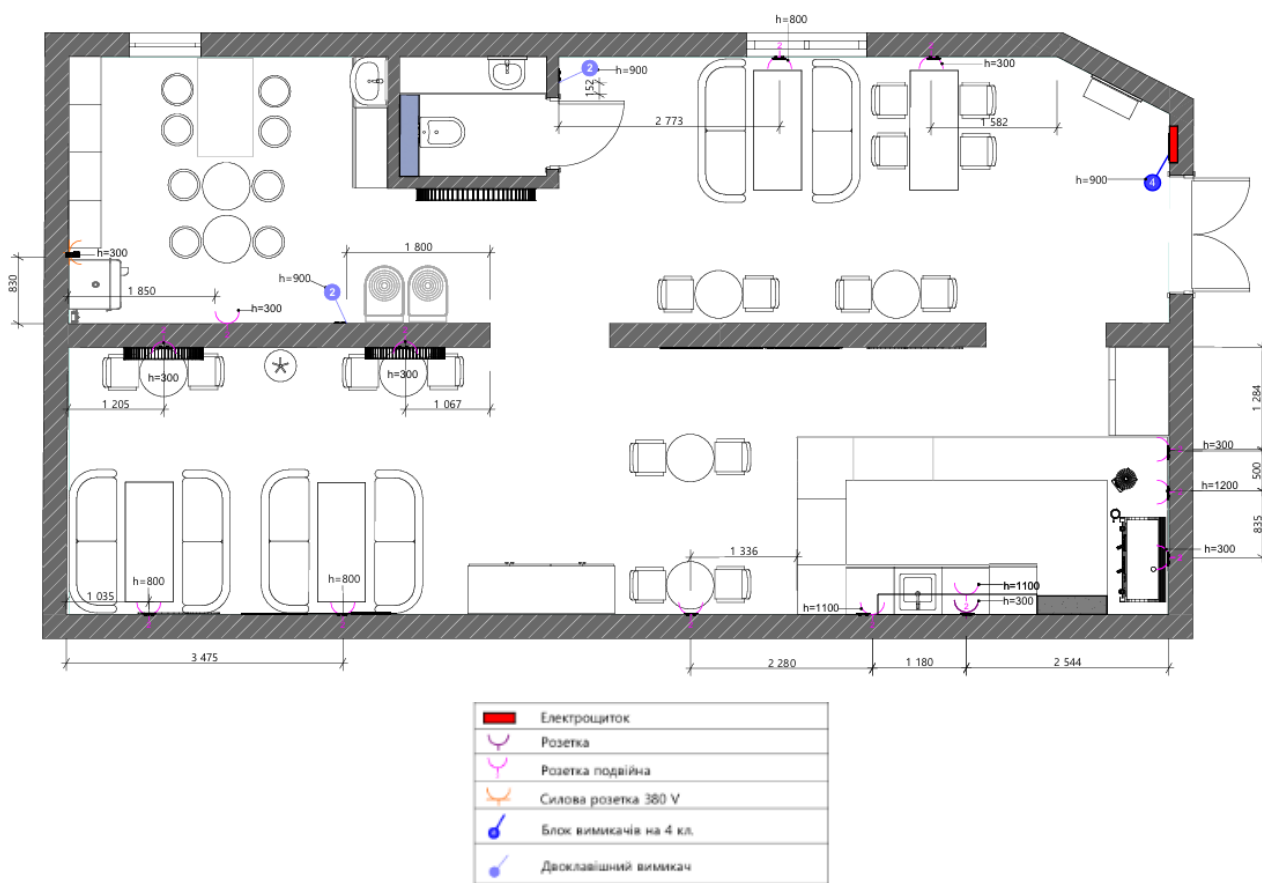 h=800
2
h=300
2
h=900
152
2 773
1 582
h=900
4
h=300
1 800
830
1 850
h=900
2
h=300
h=300
h=300
1 205
1 067
1 284
h=300
500
h=1200
835
h=300
1 336
h=800
h=800
1 035
h=1100
h=1100
h=300
2
3 475
2 280
1 180
2 544
Електрощиток
Розетка
Розетка подвійна
Силова розетка 380 V
Блок вимикачів на 4 кл.
Двоклавішний вимикач